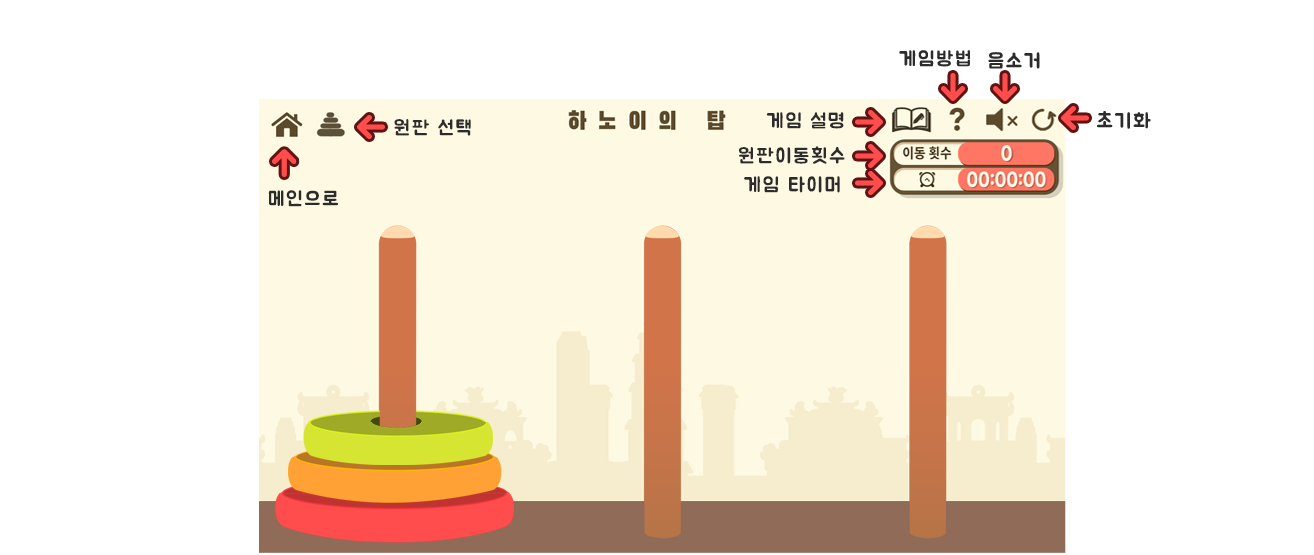 게임방법 음소거
원판 선택
하노이의 탑
게임 설명
?
초기화
원판이동횟수
이동 횟수 0
게임 타이머
00:00:00
메인으로